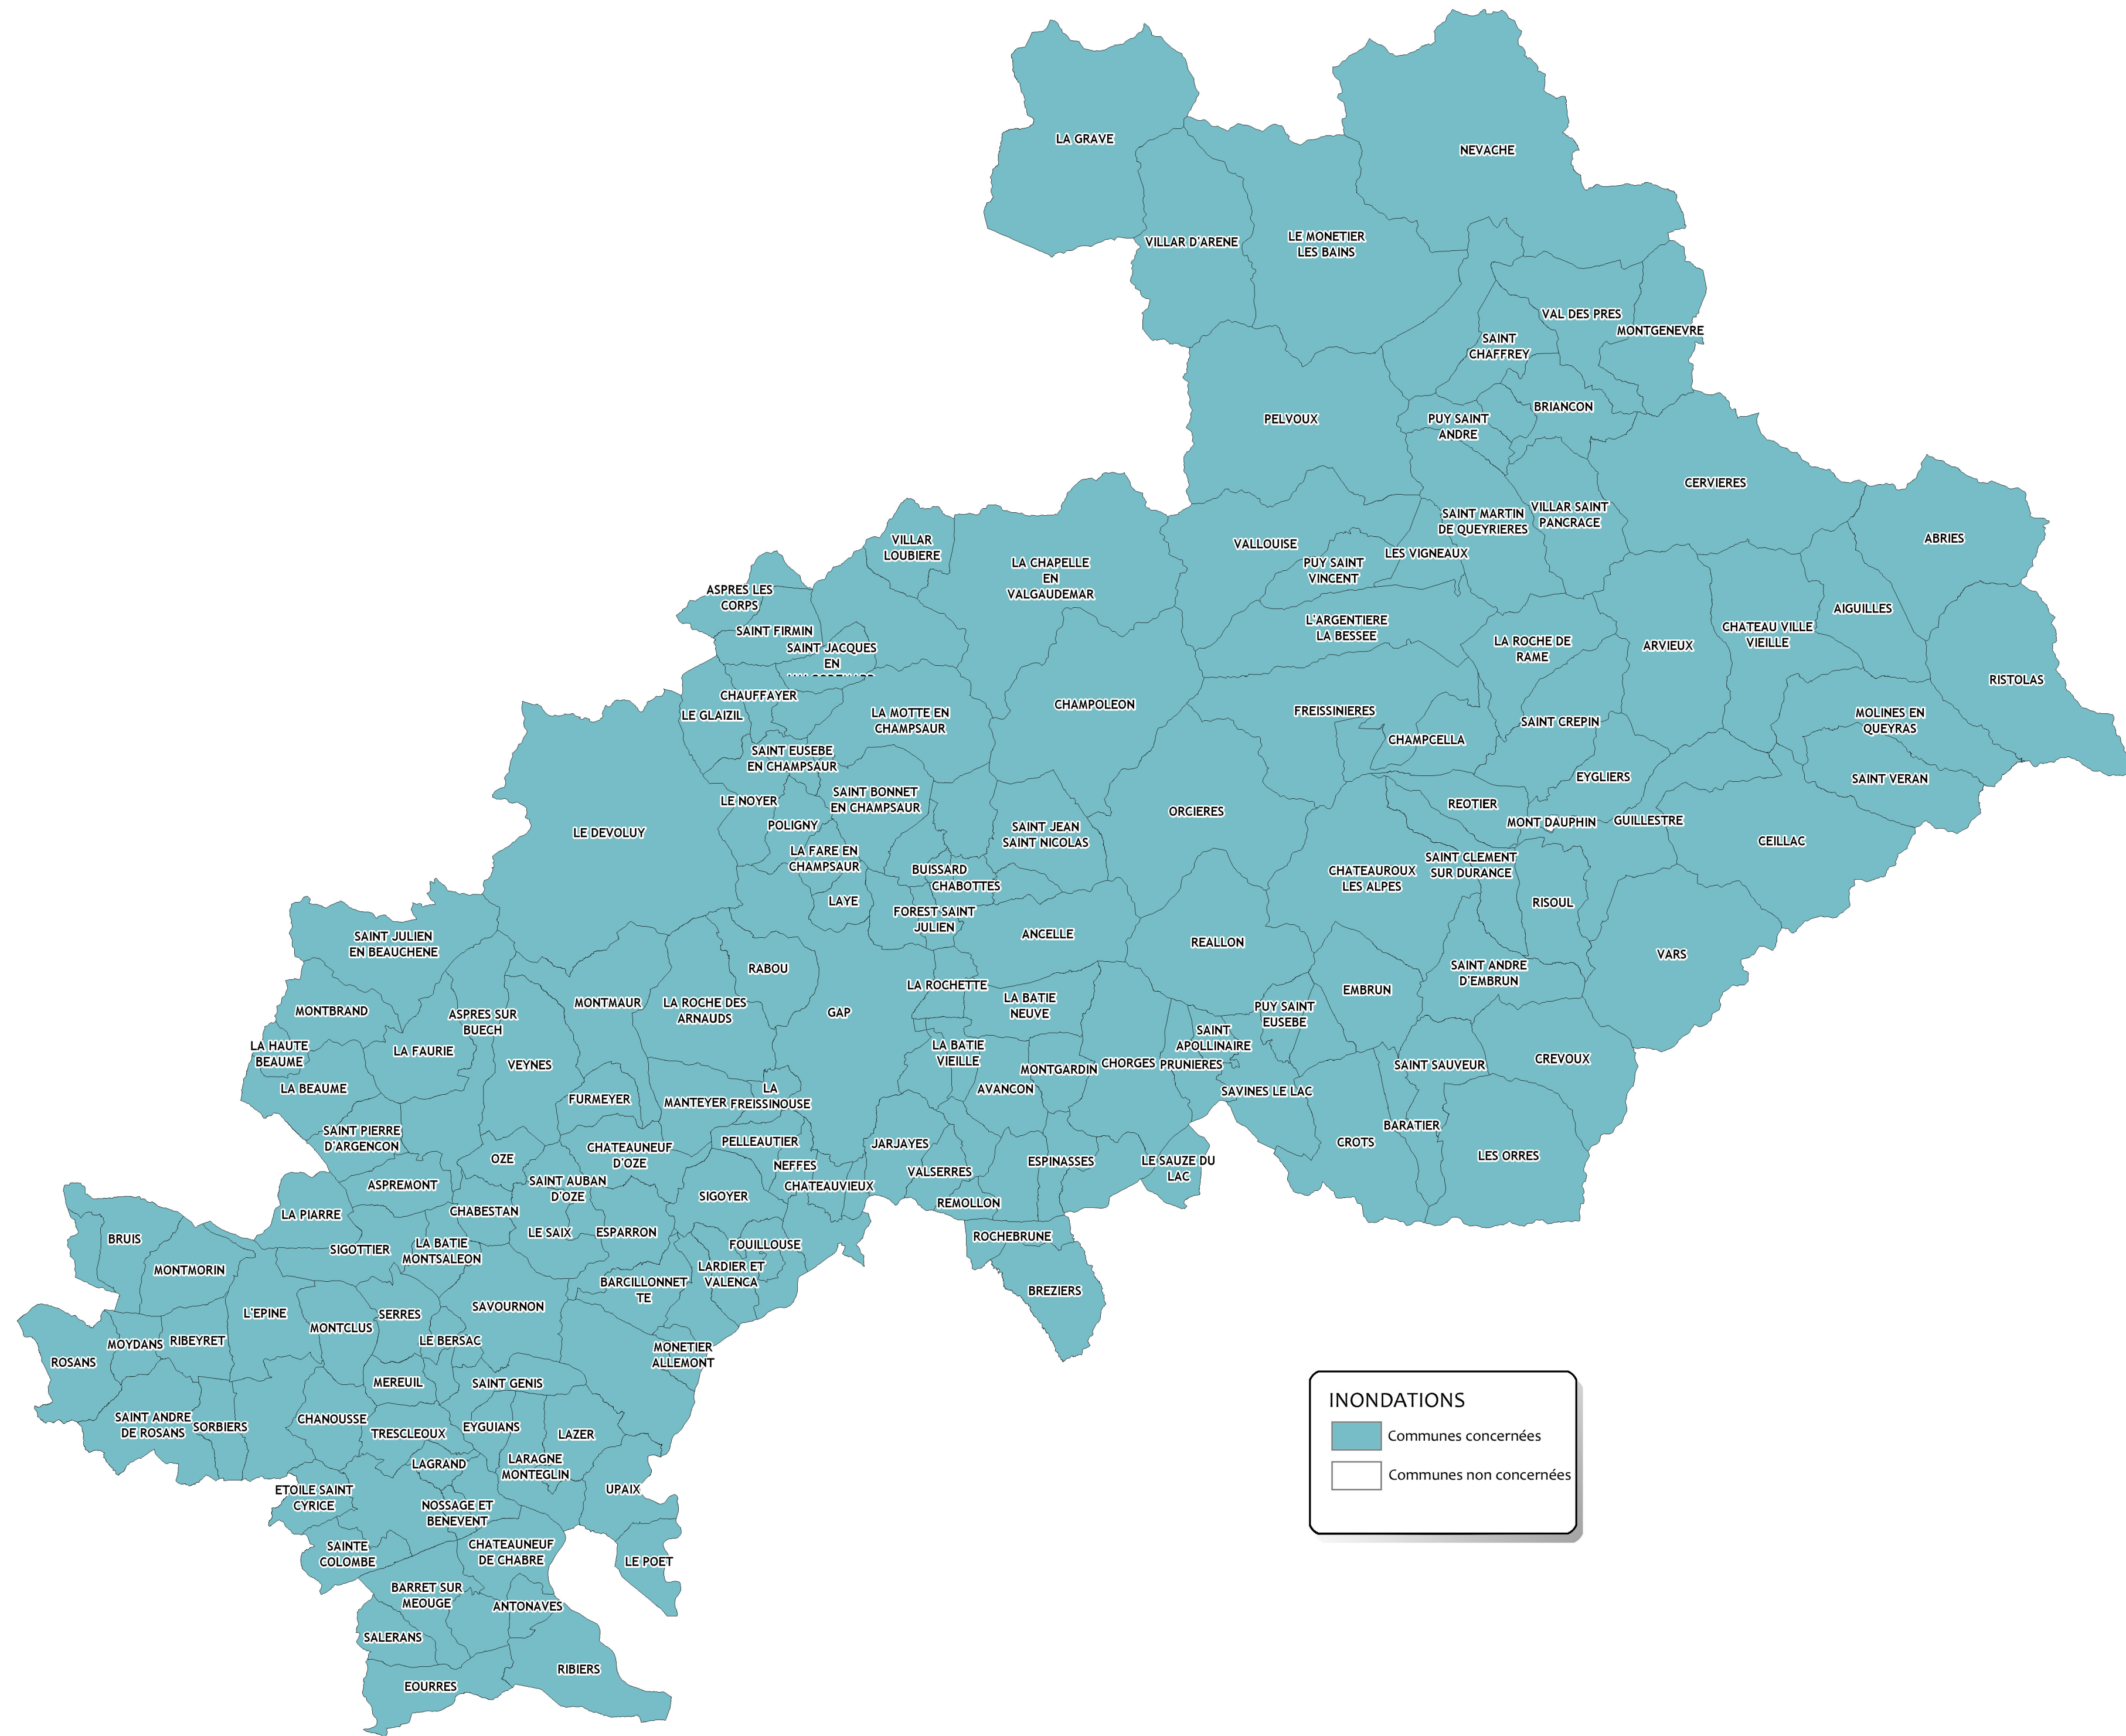 LA GRAVE
NEVACHE
VILLAR D'ARENE
LE MONETIER
LES BAINS
VAL DES PRES
MONTGENEVRE
SAINT
CHAFFREY
BRIANCON
PELVOUX
PUY SAINT
ANDRE
CERVIERES
VILLAR SAINT
PANCRACE
SAINT MARTIN
DE QUEYRIERES
ABRIES
VILLAR
LOUBIERE
VALLOUISE
LES VIGNEAUX
PUY SAINT
VINCENT
LA CHAPELLE
EN
VALGAUDEMAR
ASPRES LES
CORPS
AIGUILLES
SAINT FIRMIN
L'ARGENTIERE
LA BESSEE
CHATEAU VILLE
VIEILLE
LA ROCHE DE
RAME
ARVIEUX
SAINT JACQUES
EN
RISTOLAS
CHAUFFAYER
LE GLAIZIL
CHAMPOLEON
LA MOTTE EN
CHAMPSAUR
FREISSINIERES
SAINT CREPIN
MOLINES EN
QUEYRAS
CHAMPCELLA
SAINT EUSEBE
EN CHAMPSAUR
EYGLIERS
SAINT VERAN
LE NOYER
SAINT BONNET
EN CHAMPSAUR
REOTIER
ORCIERES
POLIGNY
MONT DAUPHIN
GUILLESTRE
LE DEVOLUY
SAINT JEAN
SAINT NICOLAS
CEILLAC
LA FARE EN
CHAMPSAUR
SAINT CLEMENT
SUR DURANCE
BUISSARD
CHATEAUROUX
LES ALPES
CHABOTTES
LAYE
RISOUL
FOREST SAINT
JULIEN
ANCELLE
REALLON
SAINT JULIEN
EN BEAUCHENE
VARS
RABOU
SAINT ANDRE
D'EMBRUN
LA ROCHETTE
EMBRUN
MONTMAUR
LA ROCHE DES
ARNAUDS
LA BATIE
NEUVE
MONTBRAND
GAP
PUY SAINT
EUSEBE
ASPRES SUR
BUECH
SAINT
APOLLINAIRE
LA HAUTE
BEAUME
LA FAURIE
LA BATIE
VIEILLE
CREVOUX
VEYNES
MONTGARDIN
CHORGES
PRUNIERES
SAINT SAUVEUR
LA BEAUME
AVANCON
SAVINES LE LAC
FURMEYER
MANTEYER
LA
FREISSINOUSE
BARATIER
SAINT PIERRE
D'ARGENCON
PELLEAUTIER
JARJAYES
CROTS
CHATEAUNEUF
D'OZE
OZE
LES ORRES
NEFFES
VALSERRES
ESPINASSES
LE SAUZE DU
LAC
ASPREMONT
SAINT AUBAN
D'OZE
CHATEAUVIEUX
SIGOYER
REMOLLON
LA PIARRE
CHABESTAN
BRUIS
LE SAIX
ESPARRON
ROCHEBRUNE
SIGOTTIER
LA BATIE
MONTSALEON
FOUILLOUSE
MONTMORIN
LARDIER ET
VALENCA
BARCILLONNET
TE
BREZIERS
L'EPINE
SERRES
SAVOURNON
MONTCLUS
MOYDANS
RIBEYRET
LE BERSAC
ROSANS
MONETIER
ALLEMONT
MEREUIL
SAINT GENIS
SAINT ANDRE
DE ROSANS
SORBIERS
CHANOUSSE
TRESCLEOUX
EYGUIANS
LAZER
LAGRAND
LARAGNE
MONTEGLIN
ETOILE SAINT
CYRICE
UPAIX
NOSSAGE ET
BENEVENT
SAINTE
COLOMBE
CHATEAUNEUF
DE CHABRE
LE POET
BARRET SUR
MEOUGE
ANTONAVES
SALERANS
RIBIERS
EOURRES
INONDATIONS
Communes concernées
Communes non concernées